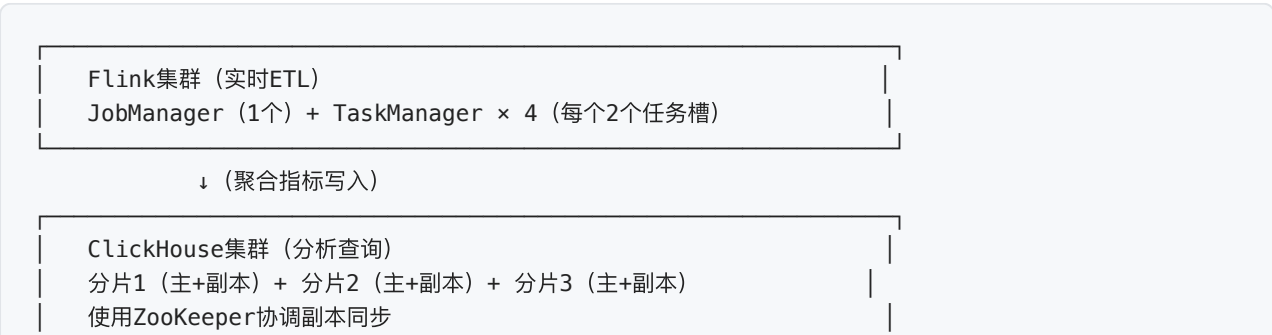 Flink集群（实时ETL）
JobManager（1个）+ TaskManager × 4（每个2个任务槽）
↓（聚合指标写入）
ClickHouse集群（分析查询）
分片1（主+副本）+ 分片2（主+副本）+ 分片3（主+副本）
使用ZooKeeper协调副本同步